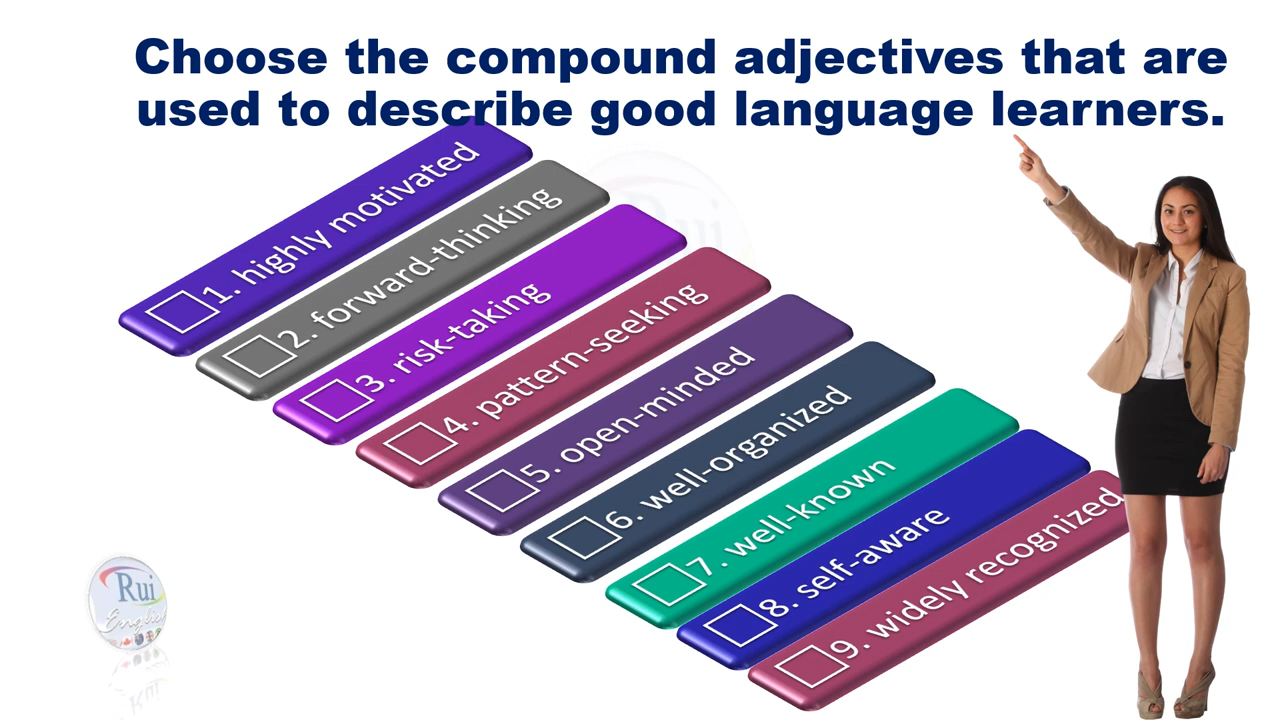 Choose the compound adjectives that are
used to describe good language learners.
1. highly motivated
2. forward-thinking
3. risk-taking
4. pattern-seeking
5. open-minded
6. well-organized
7. well-known
8. self-aware
9. widely recognized
Rui
Rui
English